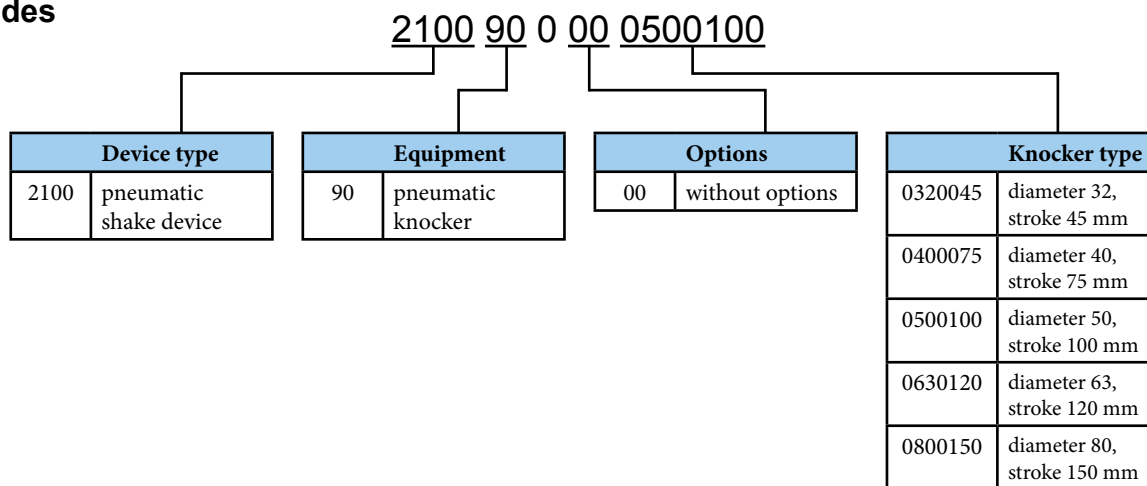 des
2100 90 0 00 0500100
Device type
2100 pneumatic
shake device
Equipment
90 pneumatic
knocker
Options
00 without options
Knocker type
0320045 diameter 32,
stroke 45 mm
0400075 diameter 40,
stroke 75 mm
0500100 diameter 50,
stroke 100 mm
0630120 diameter 63,
stroke 120 mm
0800150 diameter 80,
stroke 150 mm